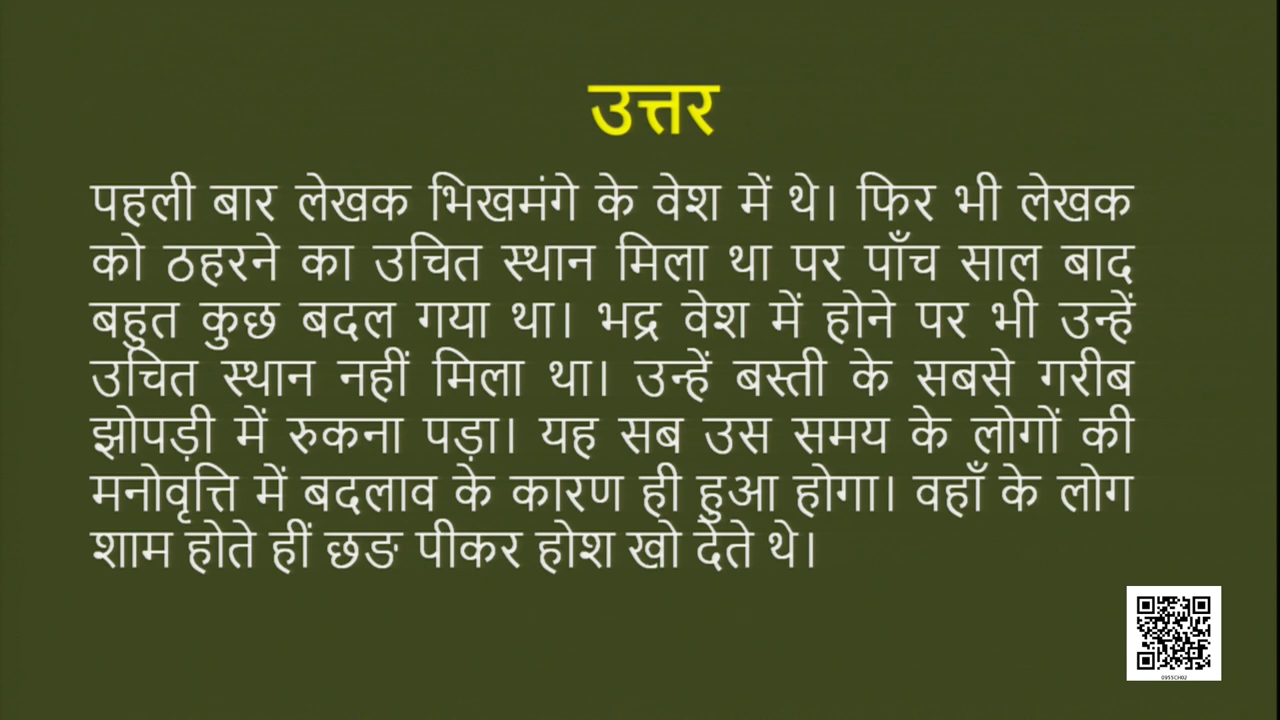 उत्तर
पहली बार लेखक भिखमंगे के वेश में थे। फिर भी लेखक
को ठहरने का उचित स्थान मिला था पर पाँच साल बाद
बहुत कुछ बदल गया था। भद्र वेश में होने पर भी उन्हें
उचित स्थान नहीं मिला था। उन्हें बस्ती के सबसे गरीब
झोपड़ी में रुकना पड़ा। यह सब उस समय के लोगों की
मनोवृत्ति में बदलाव के कारण ही हुआ होगा। वहाँ के लोग
शाम होते हीं छङ पीकर होश खो देते थे।
0955CH02